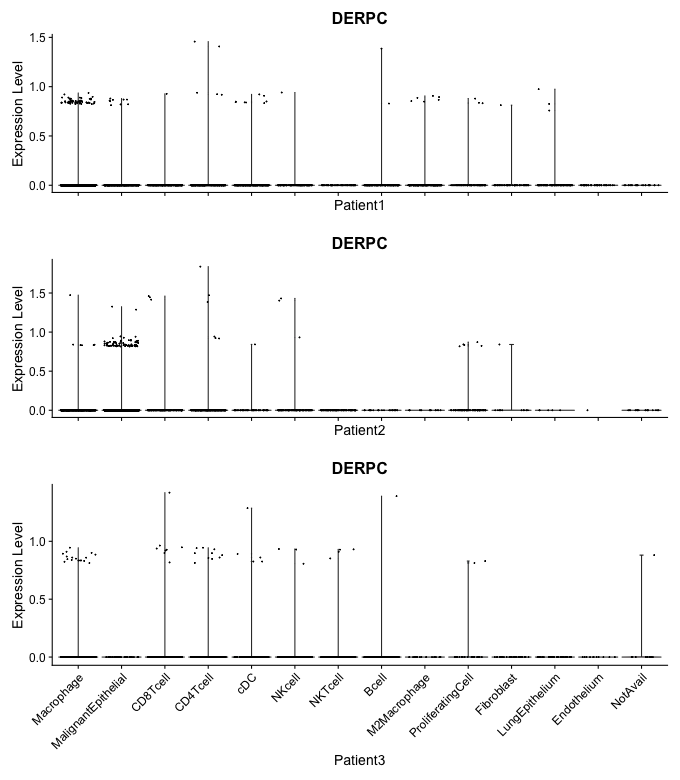 DERPC
Expression Level
1.5
1.0
0.5
0.0
Patient1
DERPC
Expression Level
1.5
1.0
0.5
0.0
Patient2
DERPC
Expression Level
1.0
0.5
0.0
Macrophage
MalignantEpithelial
CD8Tcell
CD4Tcell
cDC
NKcell
NKTcell
Bcell
M2Macrophage
ProliferatingCell
Fibroblast
LungEpithelium
Endothelium
NotAvail
Patient3